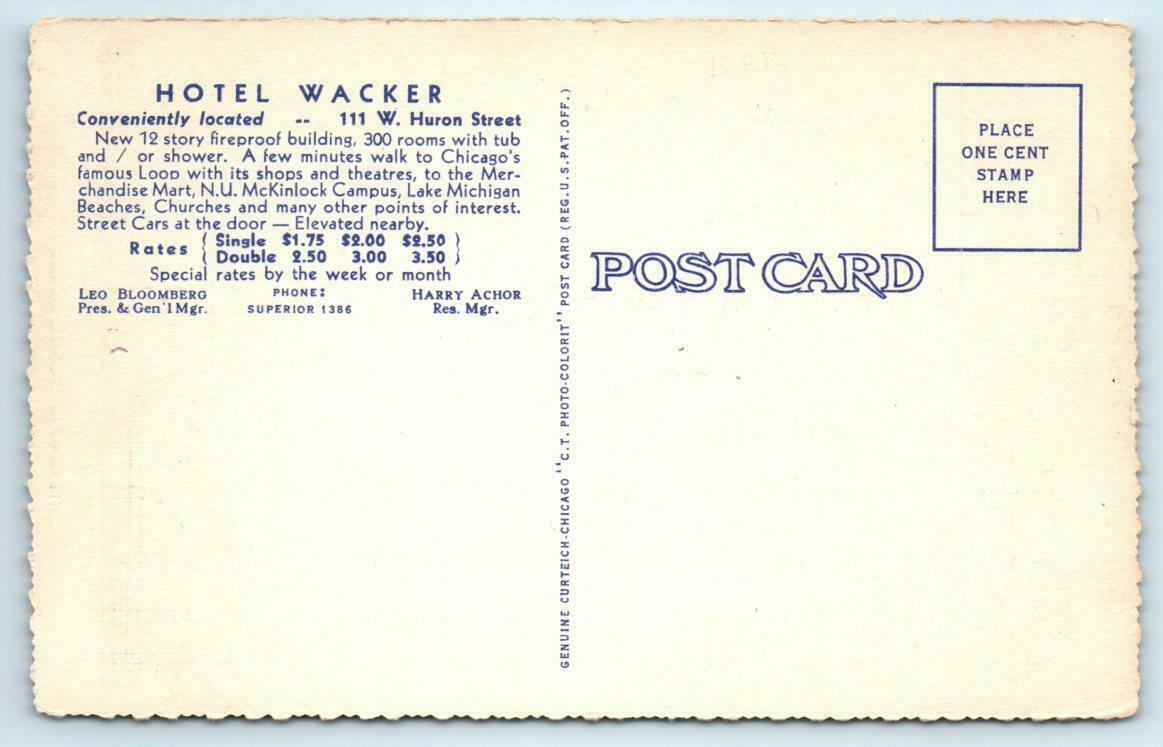 HOTEL WACKER
Conveniently located -- 111 W. Huron Street
New 12 story fireproof building, 300 rooms with tub
and / or shower. A few minutes walk to Chicago's
famous Loop with its shops and theatres, to the Mer-
chandise Mart, N.U. McKinlock Campus, Lake Michigan
Beaches, Churches and many other points of interest.
Street Cars at the door — Elevated nearby.
Rates { Single $1.75 $2.00 $2.50 }
{ Double 2.50 3.00 3.50 }
Special rates by the week or month
LEO BLOOMBERG PHONE: HARRY ACHOR
Pres. & Gen'l Mgr. SUPERIOR 1386 Res. Mgr.
GENUINE CURTEICH-CHICAGO "C.T. PHOTO-COLORIT" POST CARD (REG. U.S. PAT. OFF.)
POST CARD
PLACE
ONE CENT
STAMP
HERE